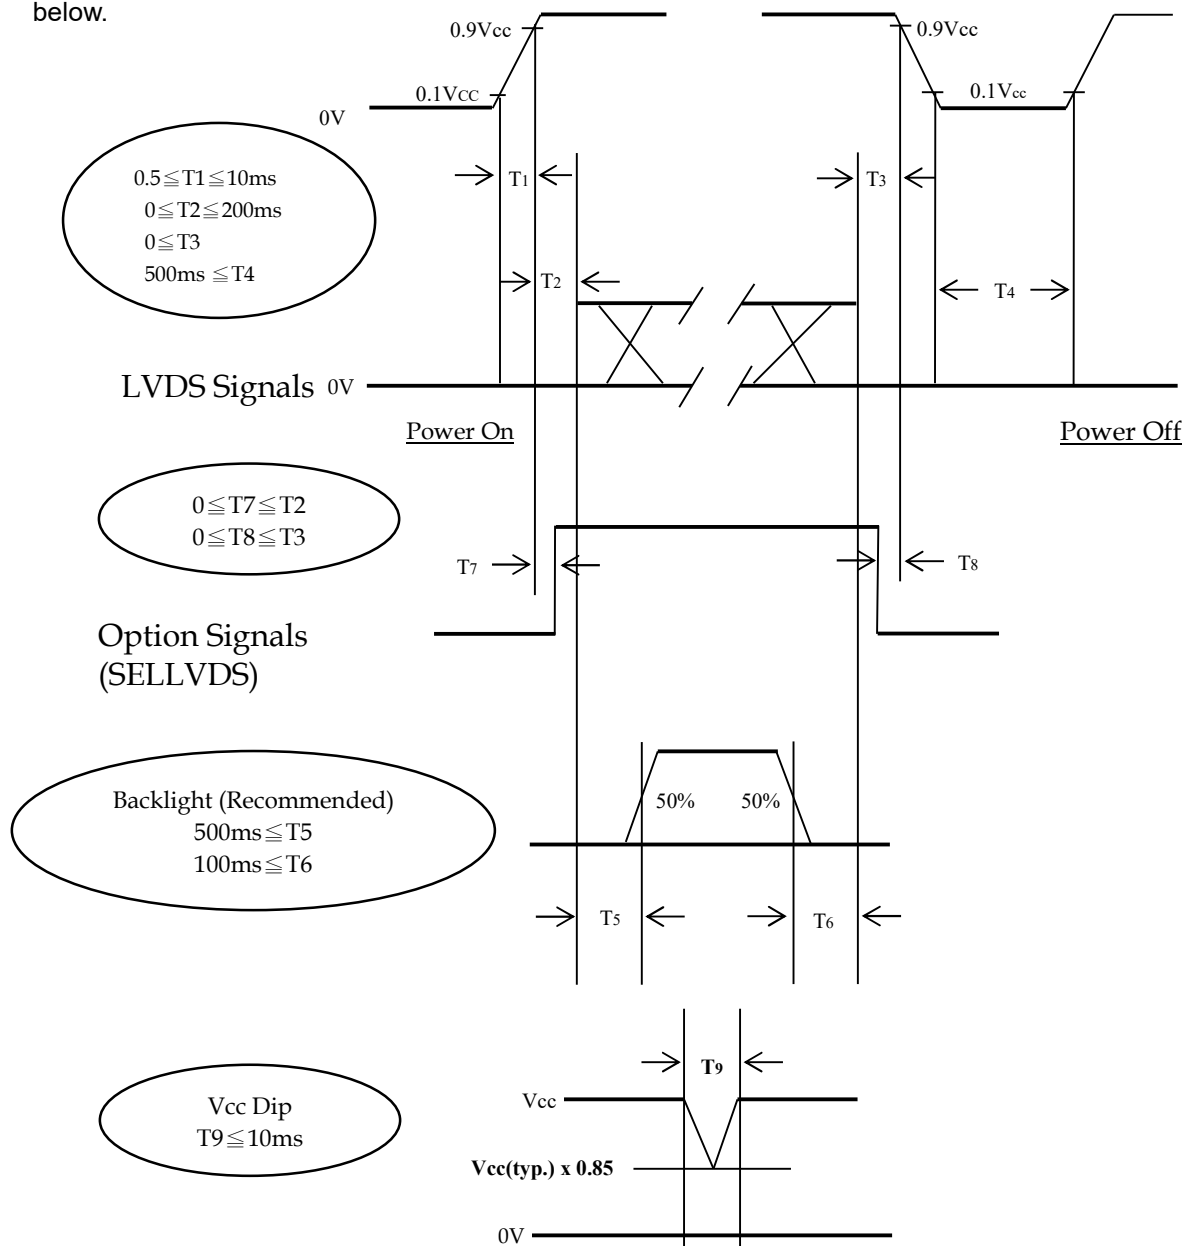 below.
0.9Vcc
0.9Vcc
0.1VCC
0.1Vcc
0V
0.5≦T1≦10ms
0≦T2≦200ms
0≦T3
500ms ≦T4
T1
T3
T2
T4
LVDS Signals 0V
Power On
Power Off
0≦T7≦T2
0≦T8≦T3
T7
T8
Option Signals
(SELLVDS)
Backlight (Recommended)
500ms≦T5
100ms≦T6
50%
50%
T5
T6
T9
Vcc Dip
T9≦10ms
Vcc
Vcc(typ.) x 0.85
0V